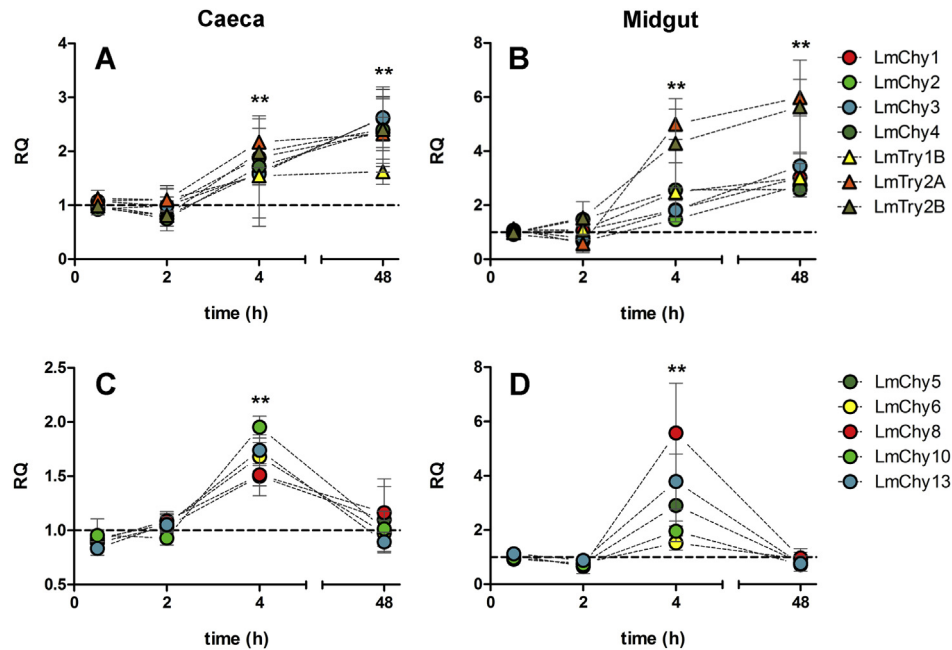 Caeca
Midgut
A
RQ
4
3
2
1
0
**
**
0
2
4
48
time (h)
B
RQ
8
6
4
2
0
**
**
0
2
4
48
time (h)
LmChy1
LmChy2
LmChy3
LmChy4
LmTry1B
LmTry2A
LmTry2B
C
RQ
2.5
2.0
1.5
1.0
0.5
**
0
2
4
48
time (h)
D
RQ
8
6
4
2
0
**
0
2
4
48
time (h)
LmChy5
LmChy6
LmChy8
LmChy10
LmChy13